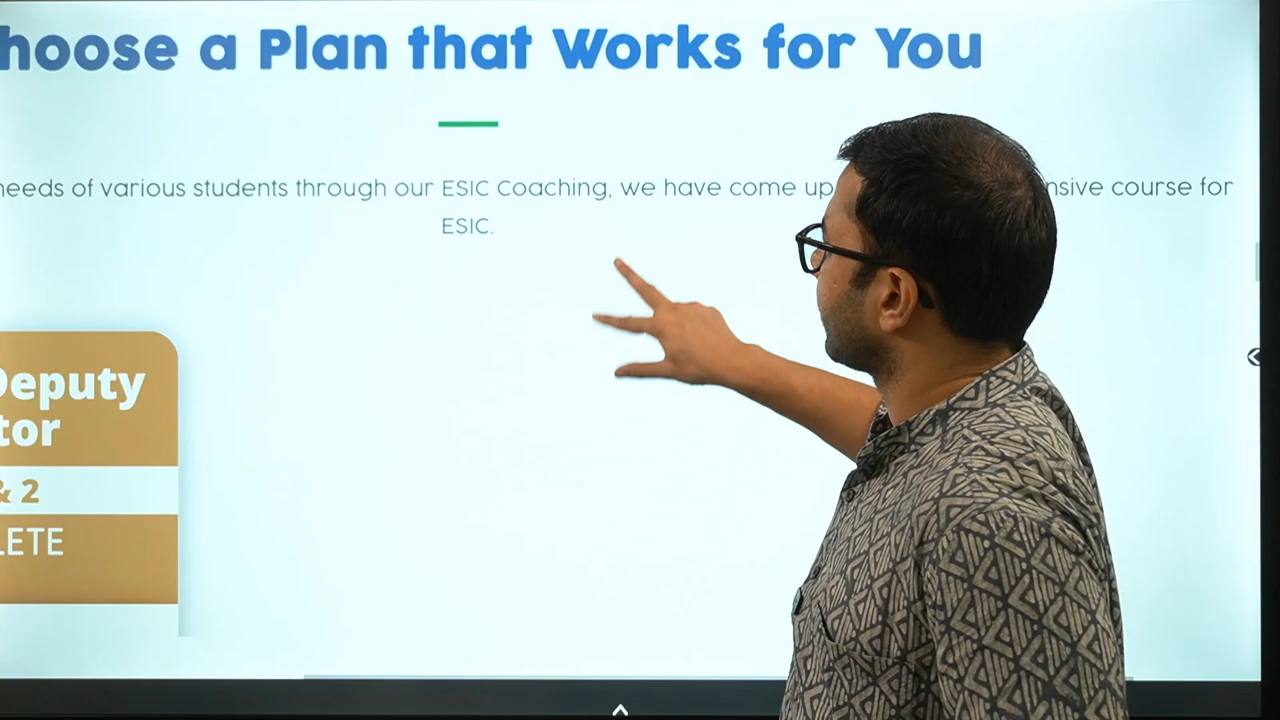 hoose a Plan that Works for You
needs of various students through our ESIC Coaching, we have come up nsive course for
ESIC.
Deputy
tor
& 2
LETE